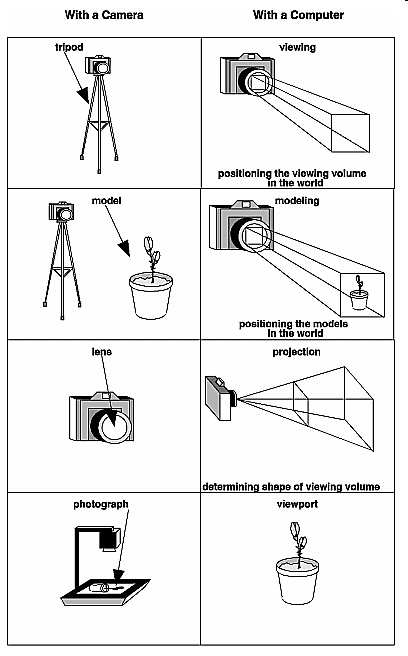 With a Camera
With a Computer
tripod
viewing
positioning the viewing volume
in the world
model
modeling
positioning the models
in the world
lens
projection
determining shape of viewing volume
photograph
viewport